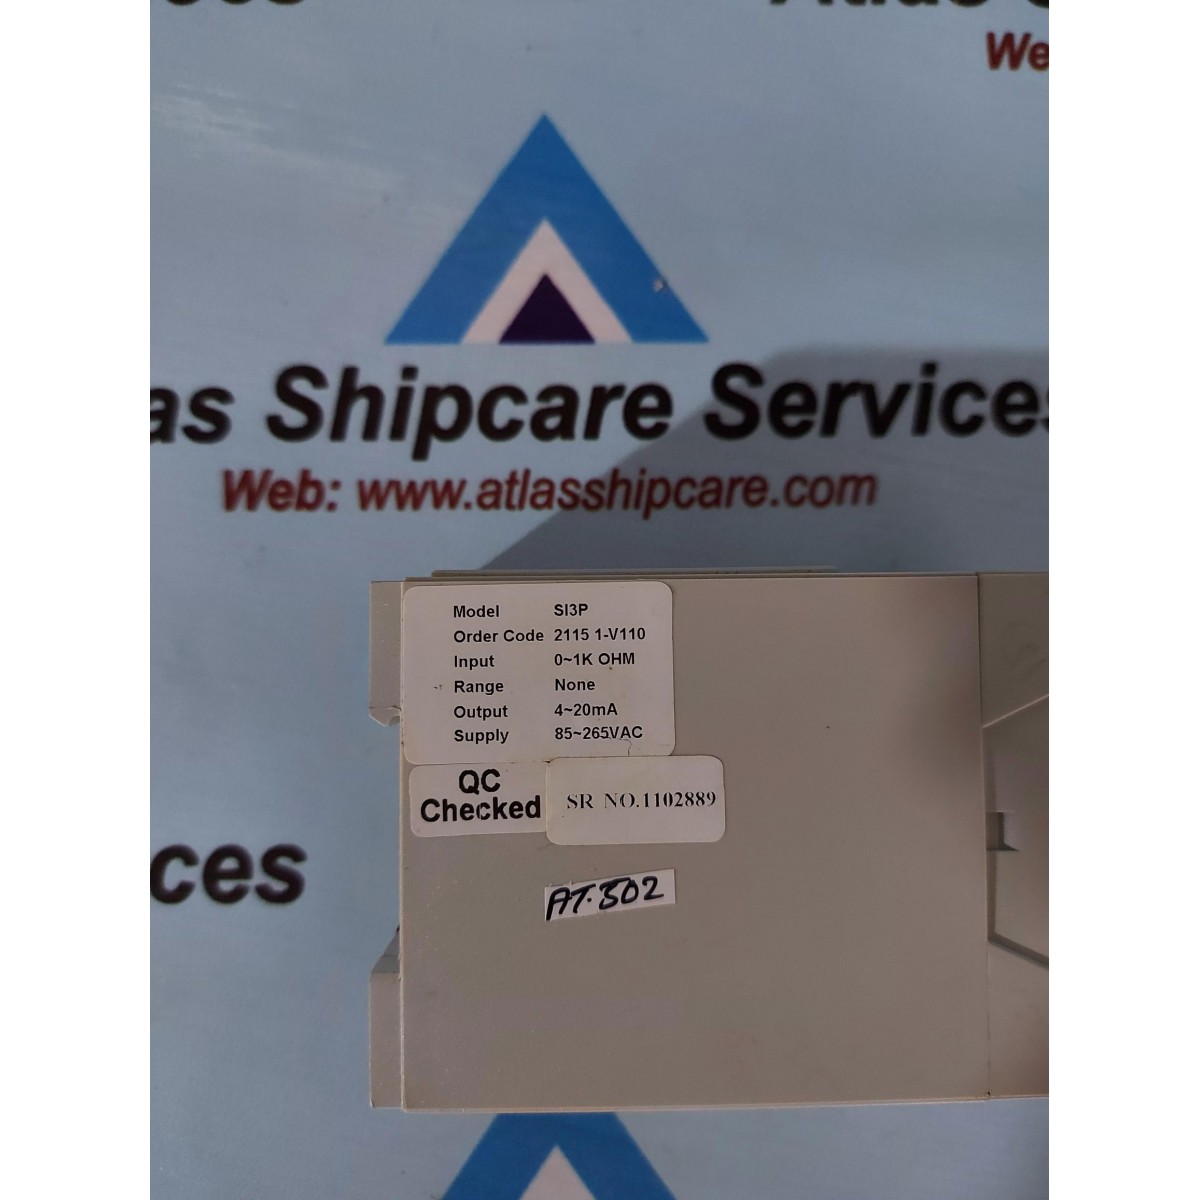 We
as Shipcare Services
Web: www.atlasshipcare.com
Model SI3P
Order Code 2115 1-V110
Input 0~1K OHM
Range None
Output 4~20mA
Supply 85~265VAC
QC
Checked
SR NO.1102889
ces
AT.502